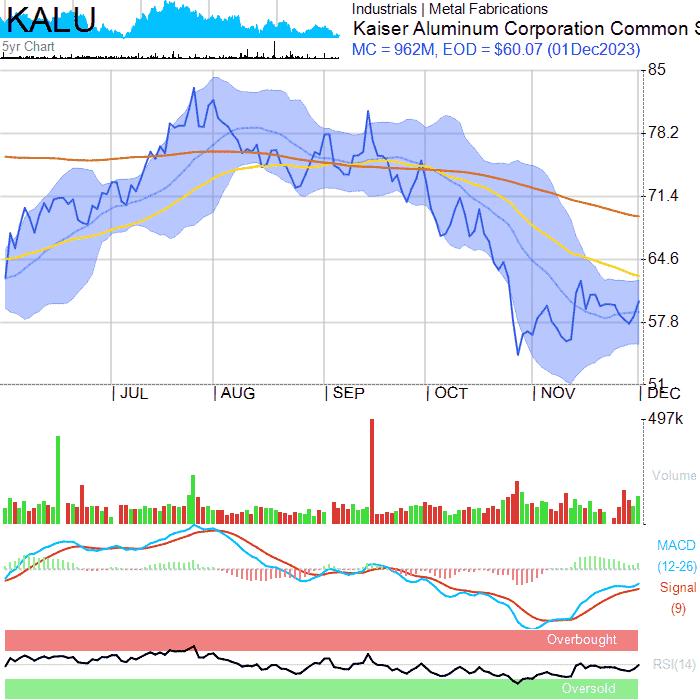 KALU
5yr Chart
Industrials | Metal Fabrications
Kaiser Aluminum Corporation Common S
MC = 962M, EOD = $60.07 (01Dec2023)
85
78.2
71.4
64.6
57.8
51
JUL AUG SEP OCT NOV DEC
497k
Volume
MACD
(12-26)
Signal
(9)
Overbought
RSI(14)
Oversold